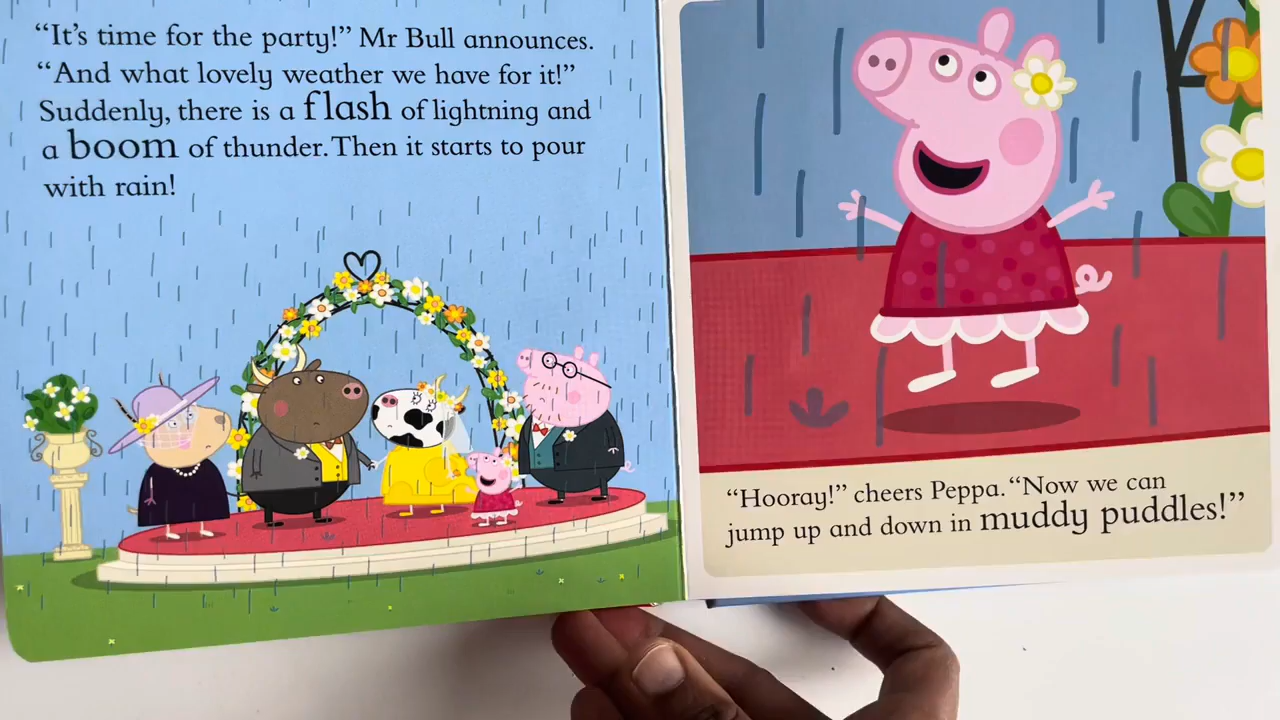 “It’s time for the party!” Mr Bull announces.
“And what lovely weather we have for it!”
Suddenly, there is a flash of lightning and
a boom of thunder. Then it starts to pour
with rain!
“Hooray!” cheers Peppa. “Now we can
jump up and down in muddy puddles!”